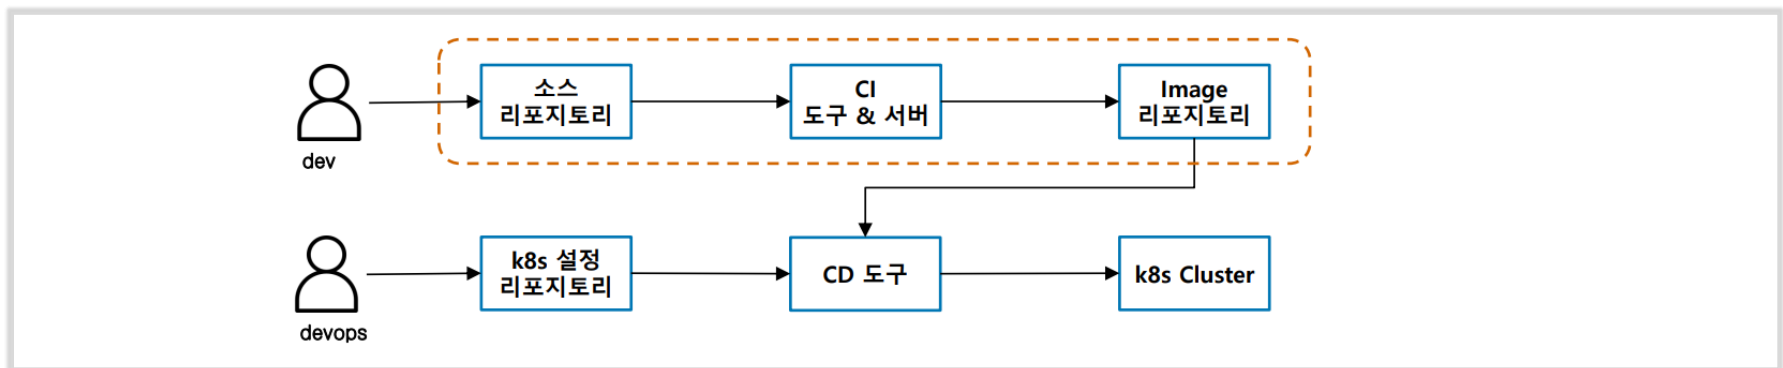 소스
리포지토리
CI
도구 & 서버
Image
리포지토리
dev
k8s 설정
리포지토리
CD 도구
k8s Cluster
devops